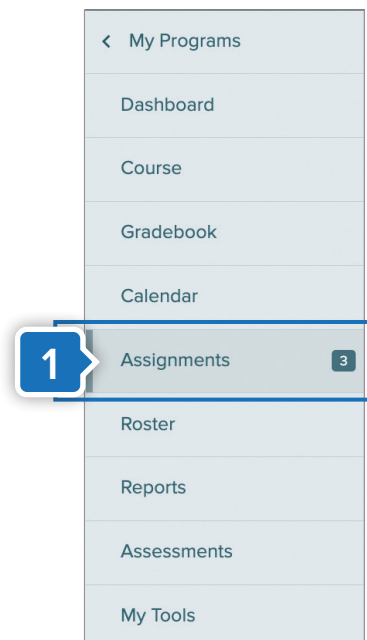 < My Programs
Dashboard
Course
Gradebook
Calendar
1 Assignments 3
Roster
Reports
Assessments
My Tools